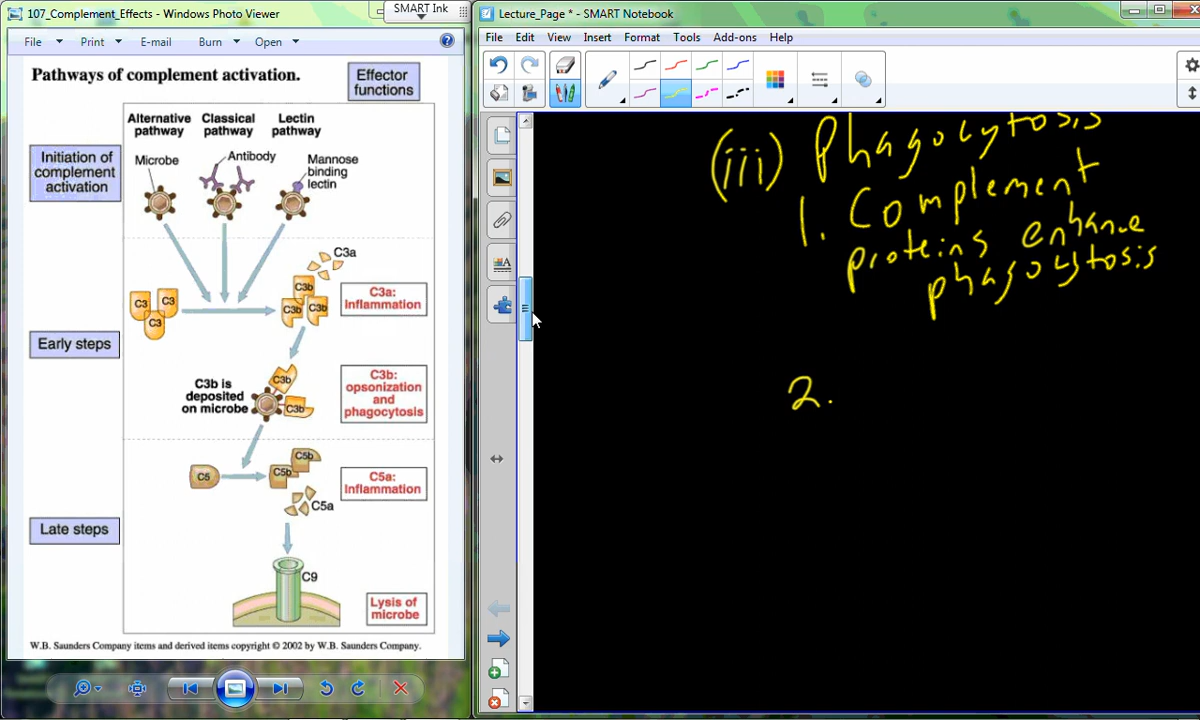 107_Complement_Effects - Windows Photo Viewer
SMART Ink
File Print E-mail Burn Open
Pathways of complement activation.
Effector
functions
Alternative
pathway
Classical
pathway
Lectin
pathway
Initiation of
complement
activation
Microbe
Antibody
Mannose
binding
lectin
C3a
C3b
C3b C3b
C3 C3
C3
C3a:
Inflammation
Early steps
C3b is
deposited
on microbe
C3b
C3b
C3b:
opsonization
and
phagocytosis
C5
C5b
C5b
C5a
C5a:
Inflammation
Late steps
C9
Lysis of
microbe
W.B. Saunders Company items and derived items copyright © 2002 by W.B. Saunders Company.
Lecture_Page * - SMART Notebook
File Edit View Insert Format Tools Add-ons Help
(iii) Phagocytosis
1. Complement
proteins enhance
phagocytosis
2.